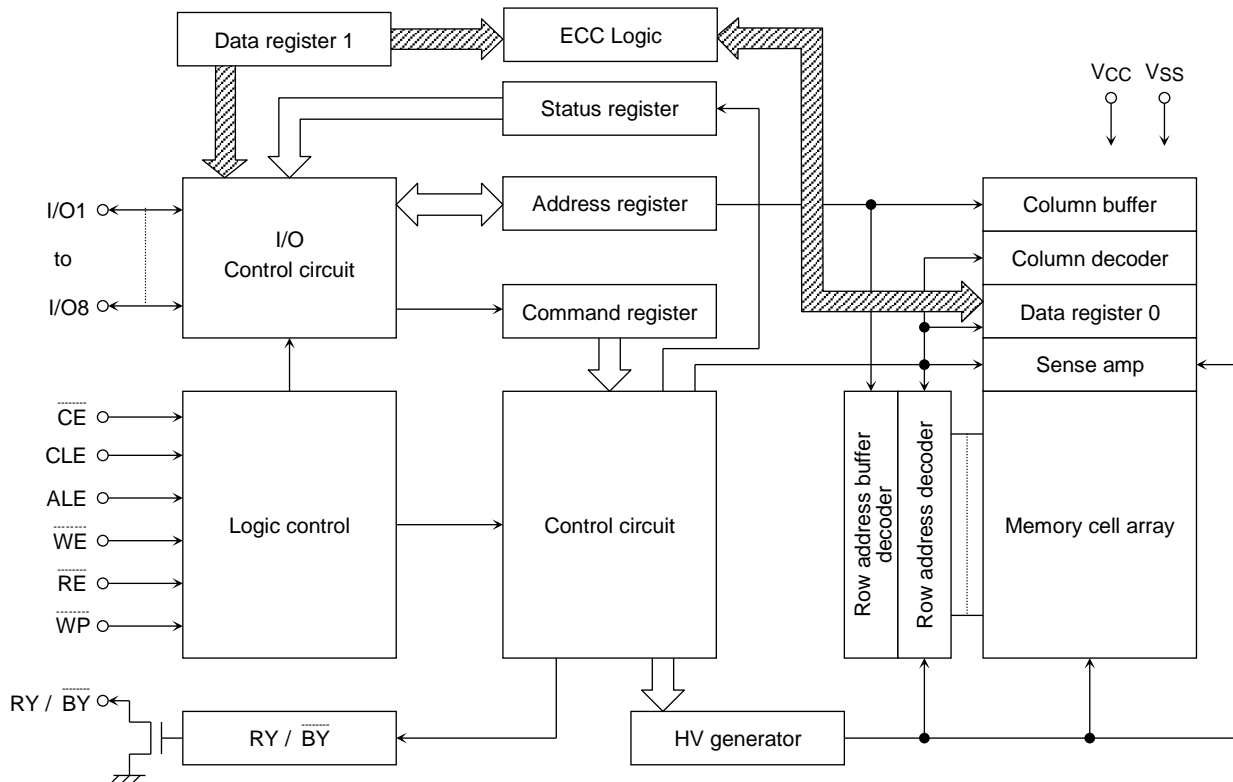 Data register 1
ECC Logic
VCC
VSS
Status register
I/O1
to
I/O8
I/O
Control circuit
Address register
Column buffer
Column decoder
Command register
Data register 0
Sense amp
CE
CLE
ALE
WE
RE
WP
Logic control
Control circuit
Row address buffer
decoder
Row address decoder
Memory cell array
RY / BY
RY / BY
HV generator